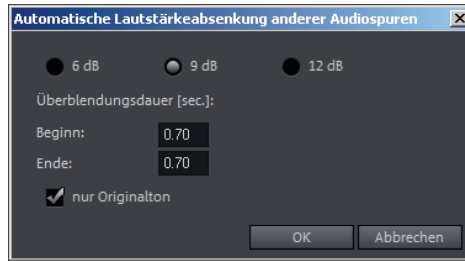 Automatische Lautstärkeabsenkung anderer Audiospuren
6 dB 9 dB 12 dB
Überblendungsdauer [sec.]:
Beginn: 0.70
Ende: 0.70
nur Originalton
OK Abbrechen